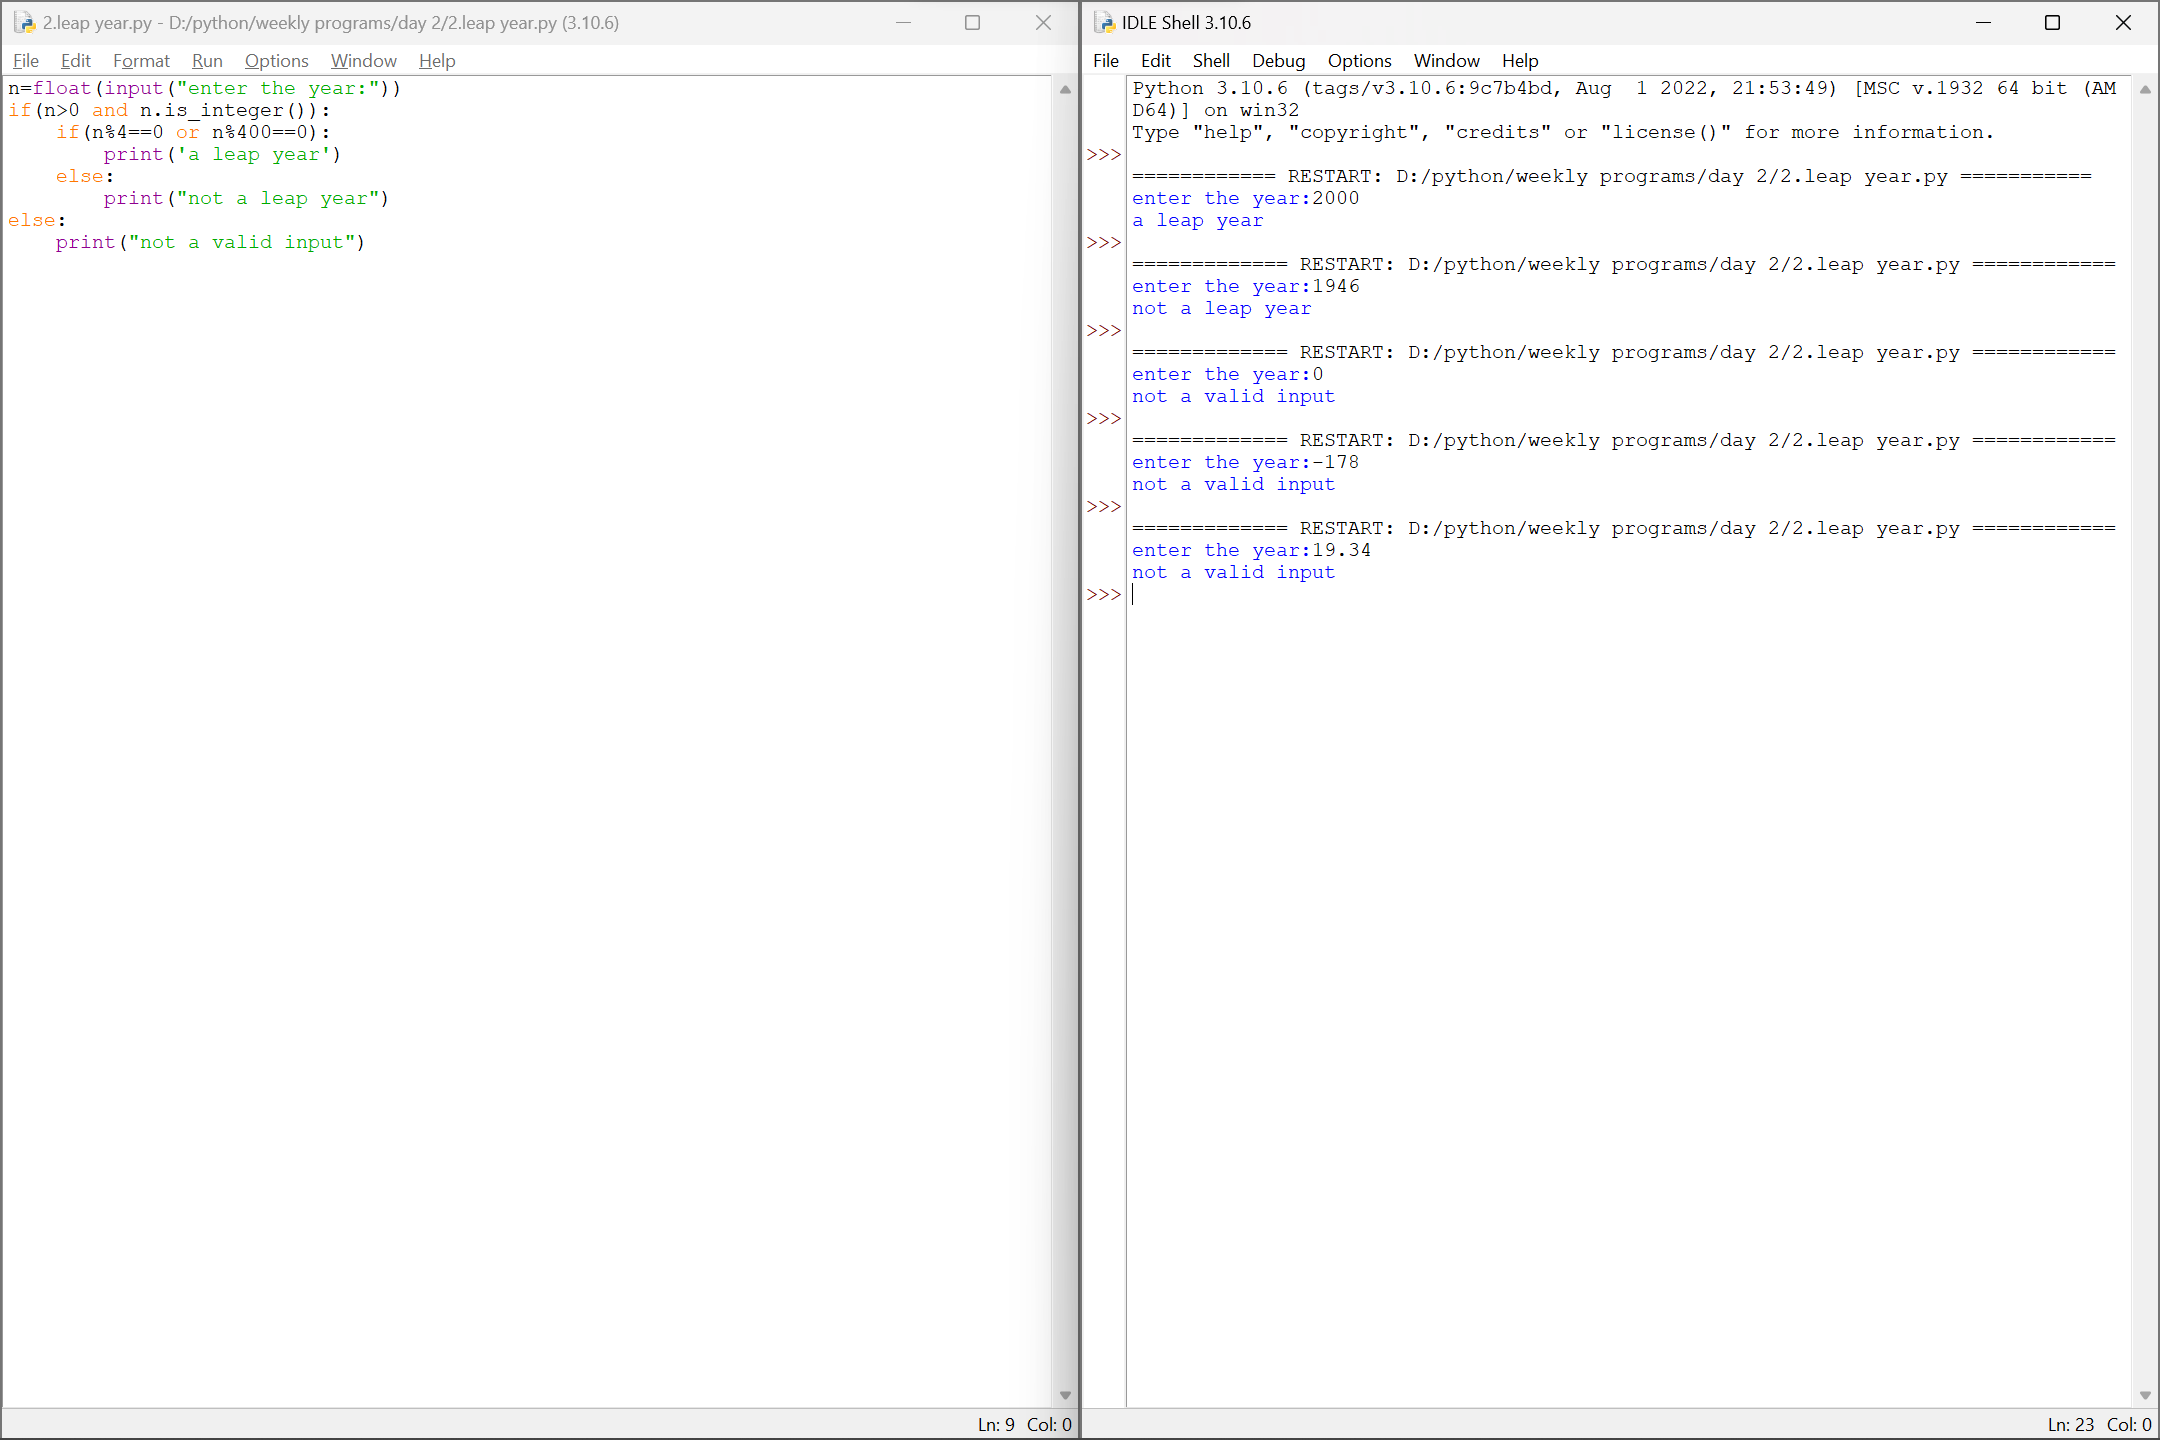 2.leap year.py - D:/python/weekly programs/day 2/2.leap year.py (3.10.6)
File Edit Format Run Options Window Help
n=float(input("enter the year:"))
if(n>0 and n.is_integer()):
    if(n%4==0 or n%400==0):
        print('a leap year')
    else:
        print("not a leap year")
else:
    print("not a valid input")
Ln: 9 Col: 0
IDLE Shell 3.10.6
File Edit Shell Debug Options Window Help
Python 3.10.6 (tags/v3.10.6:9c7b4bd, Aug  1 2022, 21:53:49) [MSC v.1932 64 bit (AM
D64)] on win32
Type "help", "copyright", "credits" or "license()" for more information.
>>>
============ RESTART: D:/python/weekly programs/day 2/2.leap year.py ===========
enter the year:2000
a leap year
>>>
============= RESTART: D:/python/weekly programs/day 2/2.leap year.py ============
enter the year:1946
not a leap year
>>>
============= RESTART: D:/python/weekly programs/day 2/2.leap year.py ============
enter the year:0
not a valid input
>>>
============= RESTART: D:/python/weekly programs/day 2/2.leap year.py ============
enter the year:-178
not a valid input
>>>
============= RESTART: D:/python/weekly programs/day 2/2.leap year.py ============
enter the year:19.34
not a valid input
>>>
Ln: 23 Col: 0